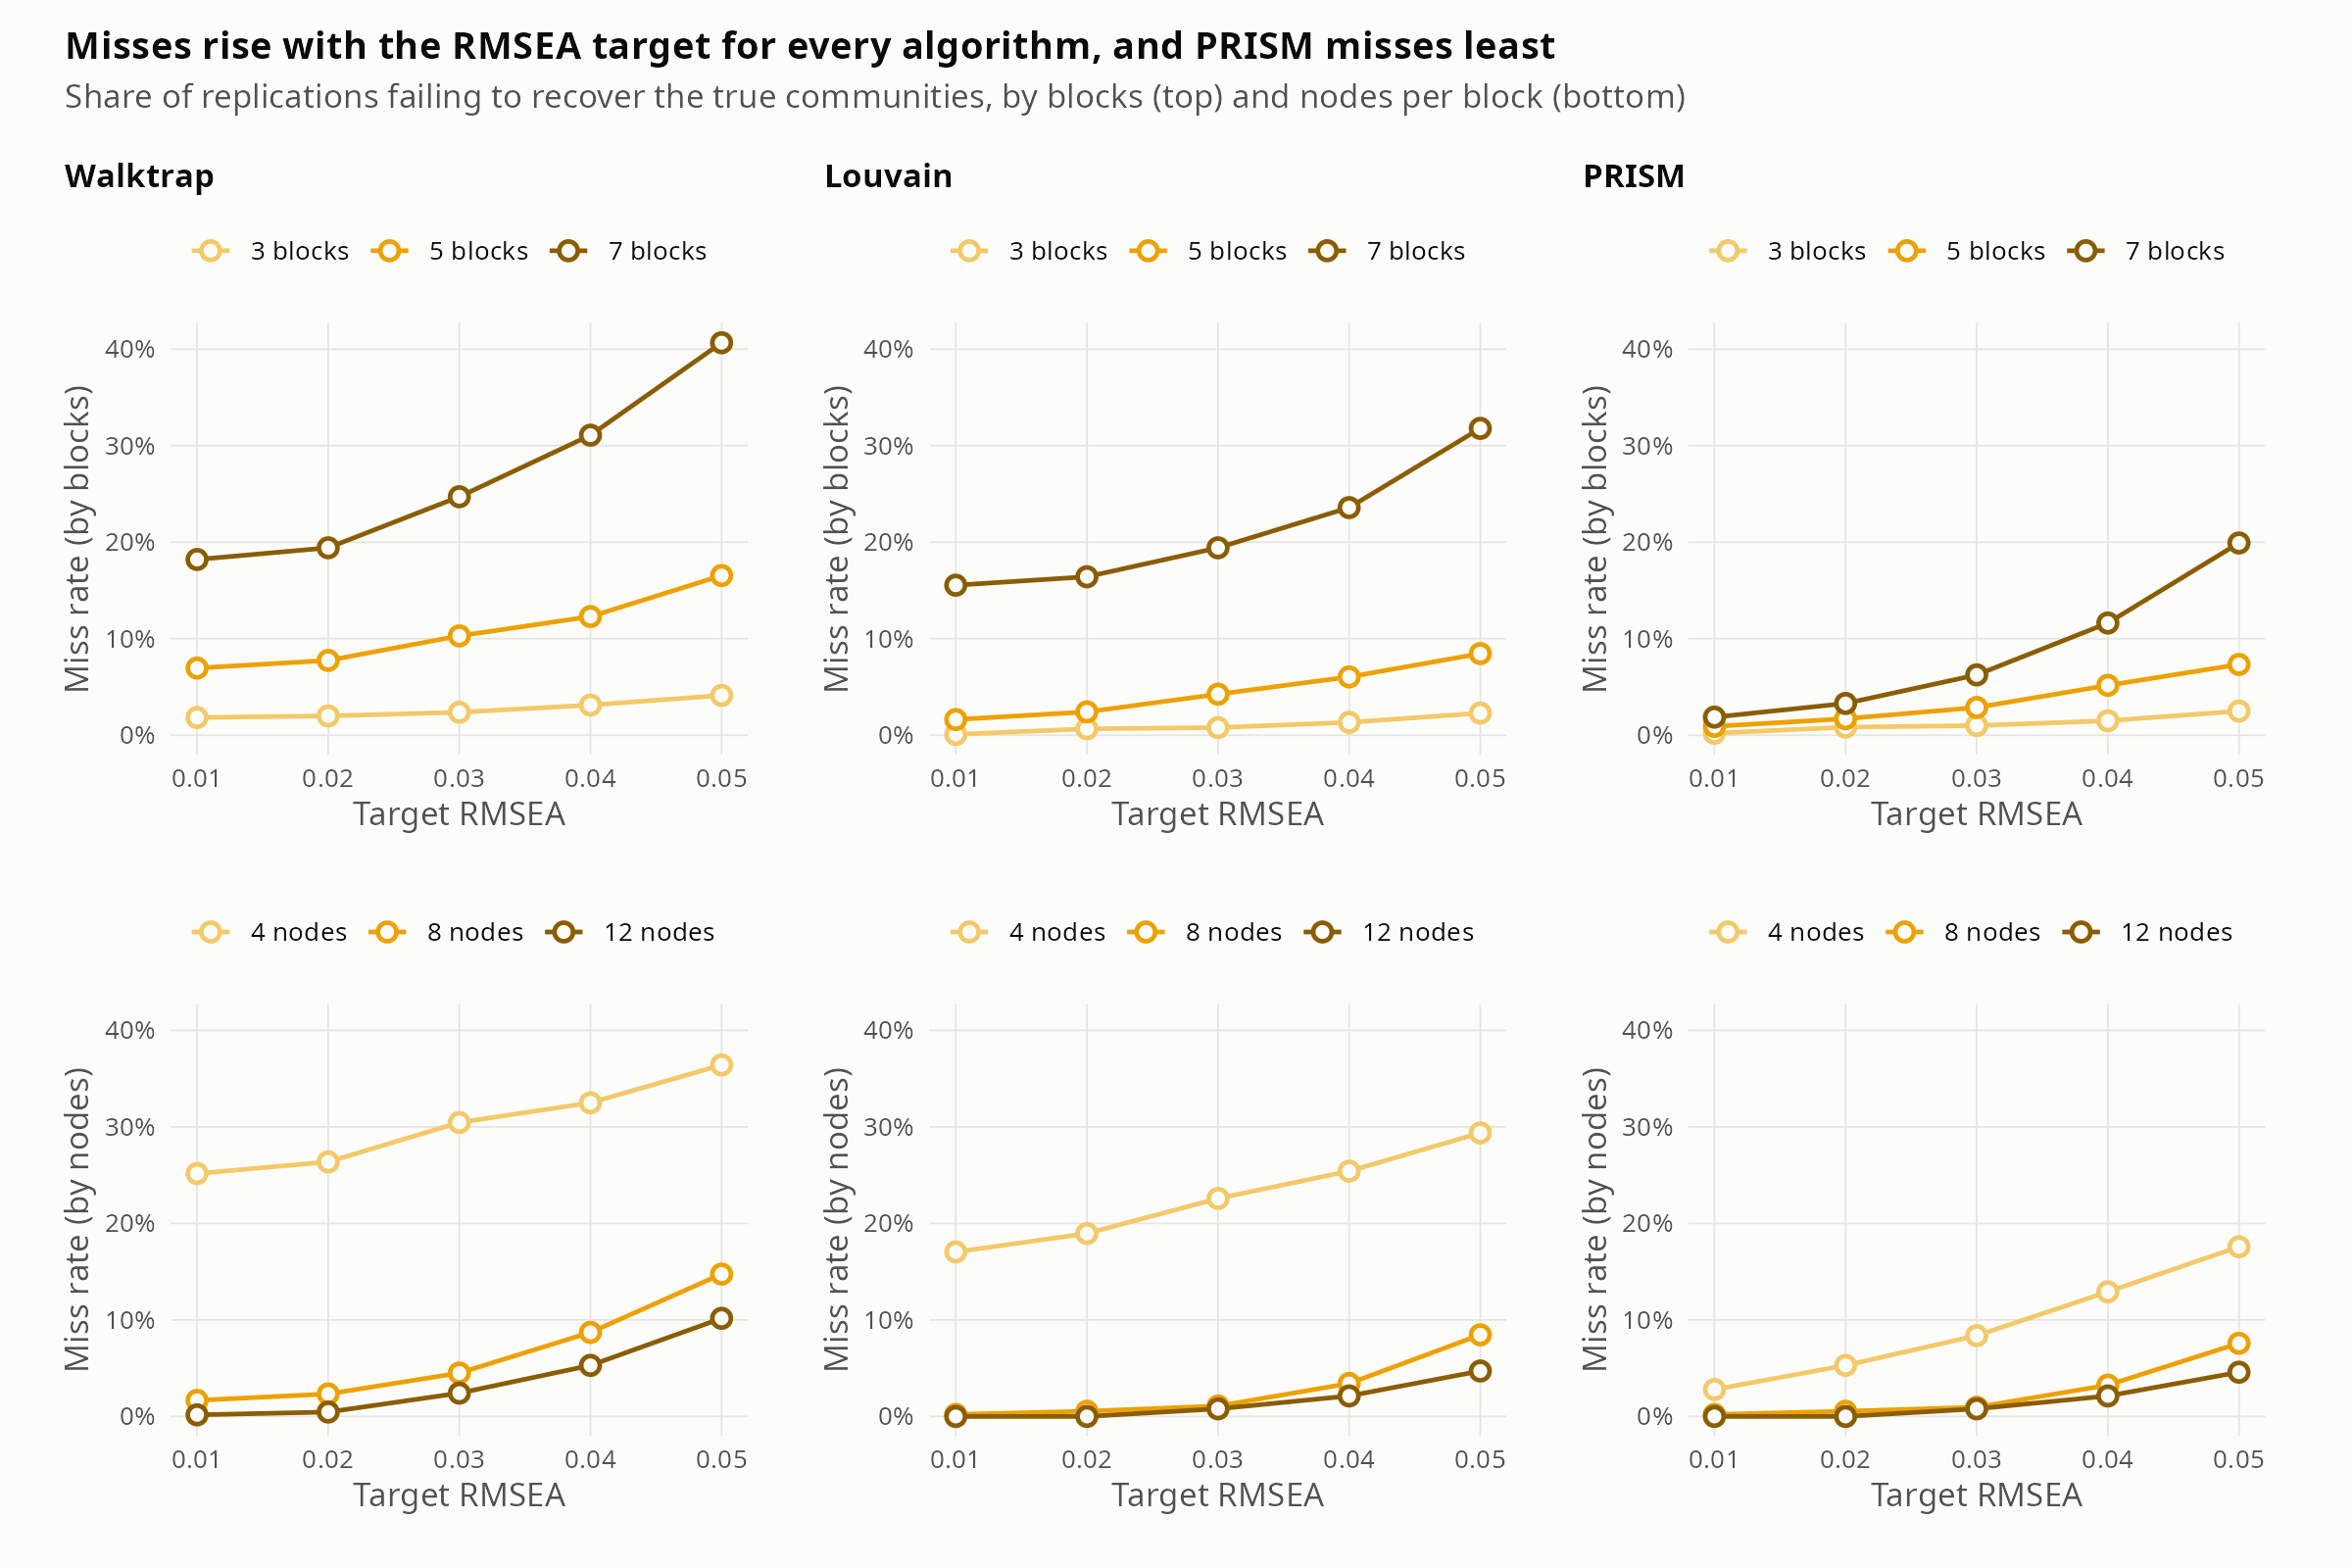 Misses rise with the RMSEA target for every algorithm, and PRISM misses least
Share of replications failing to recover the true communities, by blocks (top) and nodes per block (bottom)
Walktrap
3 blocks 5 blocks 7 blocks
Miss rate (by blocks)
40%
30%
20%
10%
0%
0.01 0.02 0.03 0.04 0.05
Target RMSEA
Louvain
3 blocks 5 blocks 7 blocks
Miss rate (by blocks)
40%
30%
20%
10%
0%
0.01 0.02 0.03 0.04 0.05
Target RMSEA
PRISM
3 blocks 5 blocks 7 blocks
Miss rate (by blocks)
40%
30%
20%
10%
0%
0.01 0.02 0.03 0.04 0.05
Target RMSEA
4 nodes 8 nodes 12 nodes
Miss rate (by nodes)
40%
30%
20%
10%
0%
0.01 0.02 0.03 0.04 0.05
Target RMSEA
4 nodes 8 nodes 12 nodes
Miss rate (by nodes)
40%
30%
20%
10%
0%
0.01 0.02 0.03 0.04 0.05
Target RMSEA
4 nodes 8 nodes 12 nodes
Miss rate (by nodes)
40%
30%
20%
10%
0%
0.01 0.02 0.03 0.04 0.05
Target RMSEA